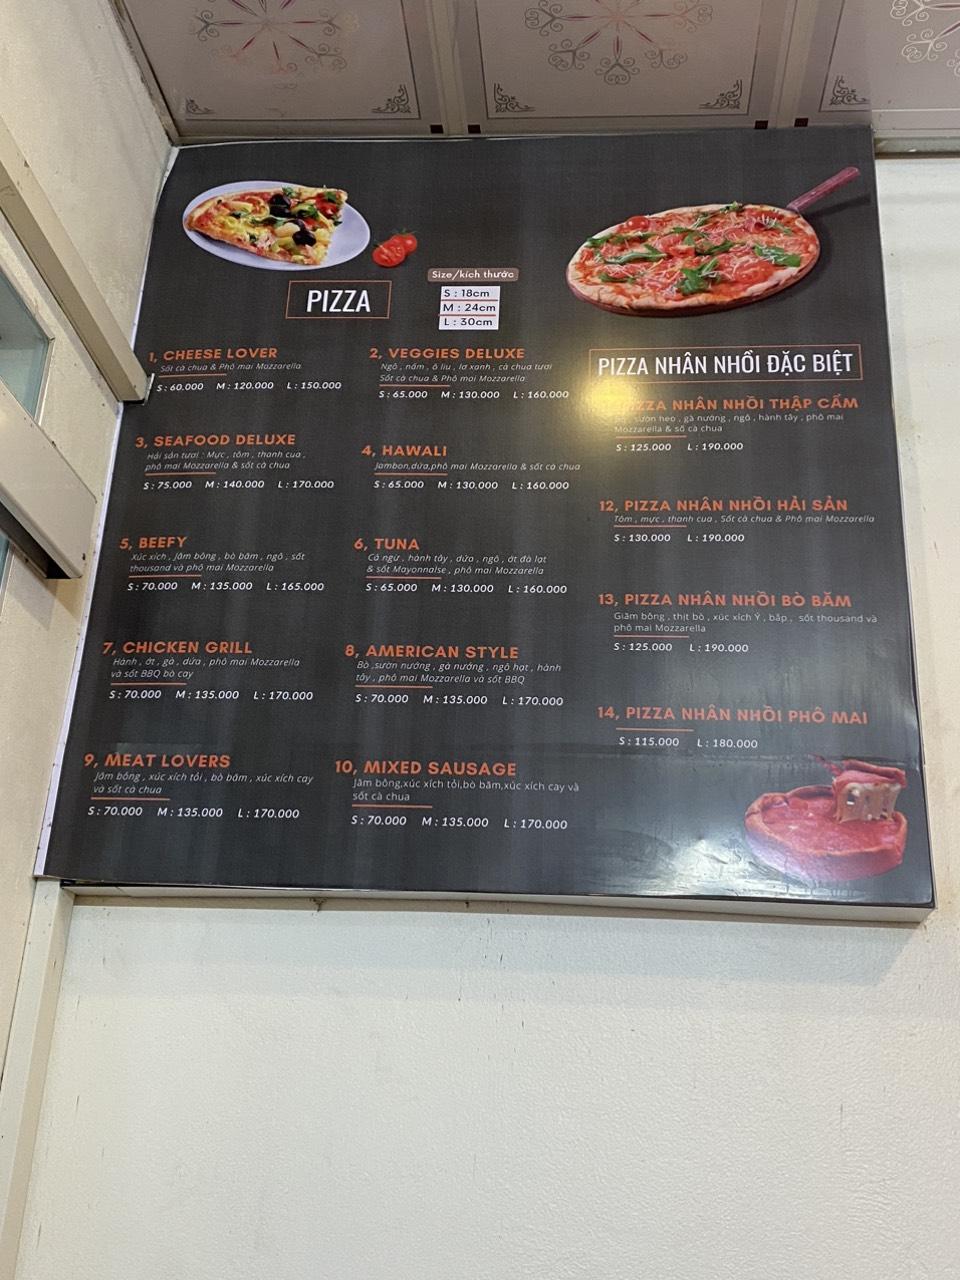 Size/kích thước
PIZZA
S : 18cm
M : 24cm
L : 30cm
1, CHEESE LOVER
Sốt cà chua & Phô mai Mozzarella
S : 60.000 M : 120.000 L : 150.000
2, VEGGIES DELUXE
Ngô , nấm , ô liu , lá xanh , cà chua tươi
Sốt cà chua & Phô mai Mozzarella
S : 65.000 M : 130.000 L : 160.000
3, SEAFOOD DELUXE
Hải sản tươi : Mực , tôm , thanh cua ,
phô mai Mozzarella & sốt cà chua
S : 75.000 M : 140.000 L : 170.000
4, HAWALI
Jambon,dứa,phô mai Mozzarella & sốt cà chua
S : 65.000 M : 130.000 L : 160.000
5, BEEFY
Xúc xích , Jăm bông , bò băm , ngô , sốt
thousand và phô mai Mozzarella
S : 70.000 M : 135.000 L : 165.000
6, TUNA
Cá ngừ , hành tây , dứa , ngô , ớt đà lạt
& sốt Mayonnaise , phô mai Mozzarella
S : 65.000 M : 130.000 L : 160.000
7, CHICKEN GRILL
Hành , ớt , gà , dứa , phô mai Mozzarella
và sốt BBQ bò cay
S : 70.000 M : 135.000 L : 170.000
8, AMERICAN STYLE
Bò ,sườn nướng , gà nướng , ngô hạt , hành
tây , phô mai Mozzarella và sốt BBQ
S : 70.000 M : 135.000 L : 170.000
9, MEAT LOVERS
Jăm bông , xúc xích tỏi , bò băm , xúc xích cay
và sốt cà chua
S : 70.000 M : 135.000 L : 170.000
10, MIXED SAUSAGE
Jăm bông,xúc xích tỏi,bò băm,xúc xích cay và
sốt cà chua
S : 70.000 M : 135.000 L : 170.000
PIZZA NHÂN NHỒI ĐẶC BIỆT
PIZZA NHÂN NHỒI THẬP CẨM
sườn heo , gà nướng , ngô , hành tây , phô mai
Mozzarella & số cà chua
S : 125.000 L : 190.000
12, PIZZA NHÂN NHỒI HẢI SẢN
Tôm , mực , thanh cua , Sốt cà chua & Phô mai Mozzarella
S : 130.000 L : 190.000
13, PIZZA NHÂN NHỒI BÒ BĂM
Giăm bông , thịt bò , xúc xích Ý , bắp , sốt thousand và
phô mai Mozzarella
S : 125.000 L : 190.000
14, PIZZA NHÂN NHỒI PHÔ MAI
S : 115.000 L : 180.000